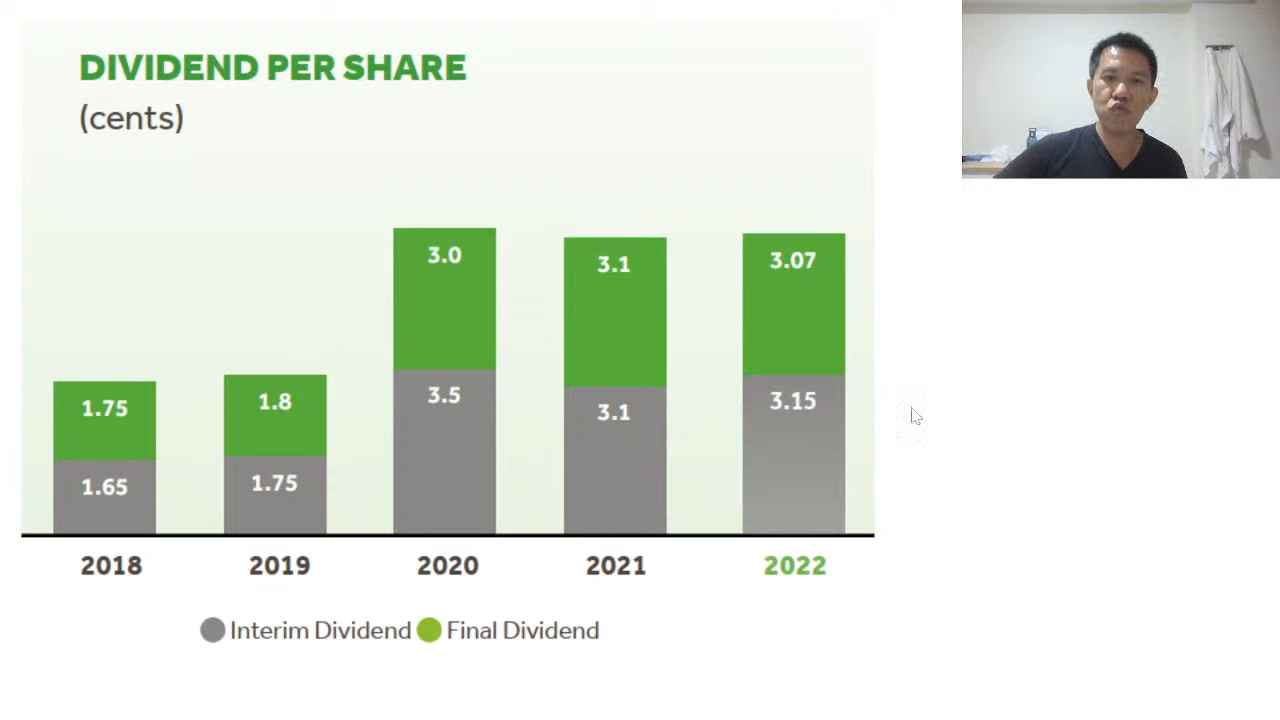 DIVIDEND PER SHARE
(cents)
3.0
3.1
3.07
1.75
1.8
3.5
3.1
3.15
1.65
1.75
2018 2019 2020 2021 2022
Interim Dividend Final Dividend